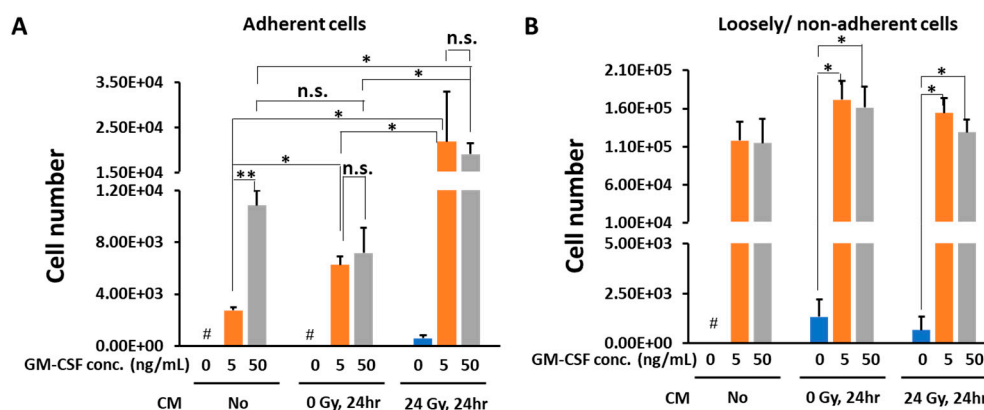 A
Adherent cells
n.s.
*
*
n.s.
*
*
*
**
n.s.
#
#
Cell number
3.50E+04
2.50E+04
1.50E+04
1.20E+04
8.00E+03
4.00E+03
0.00E+00
GM-CSF conc. (ng/mL) 0 5 50 0 5 50 0 5 50
CM No 0 Gy, 24hr 24 Gy, 24hr
B
Loosely/ non-adherent cells
*
*
*
*
#
Cell number
2.10E+05
1.60E+05
1.10E+05
6.00E+04
1.00E+04
5.00E+03
2.50E+03
0.00E+00
GM-CSF conc. (ng/mL) 0 5 50 0 5 50 0 5 50
CM No 0 Gy, 24hr 24 Gy, 24hr